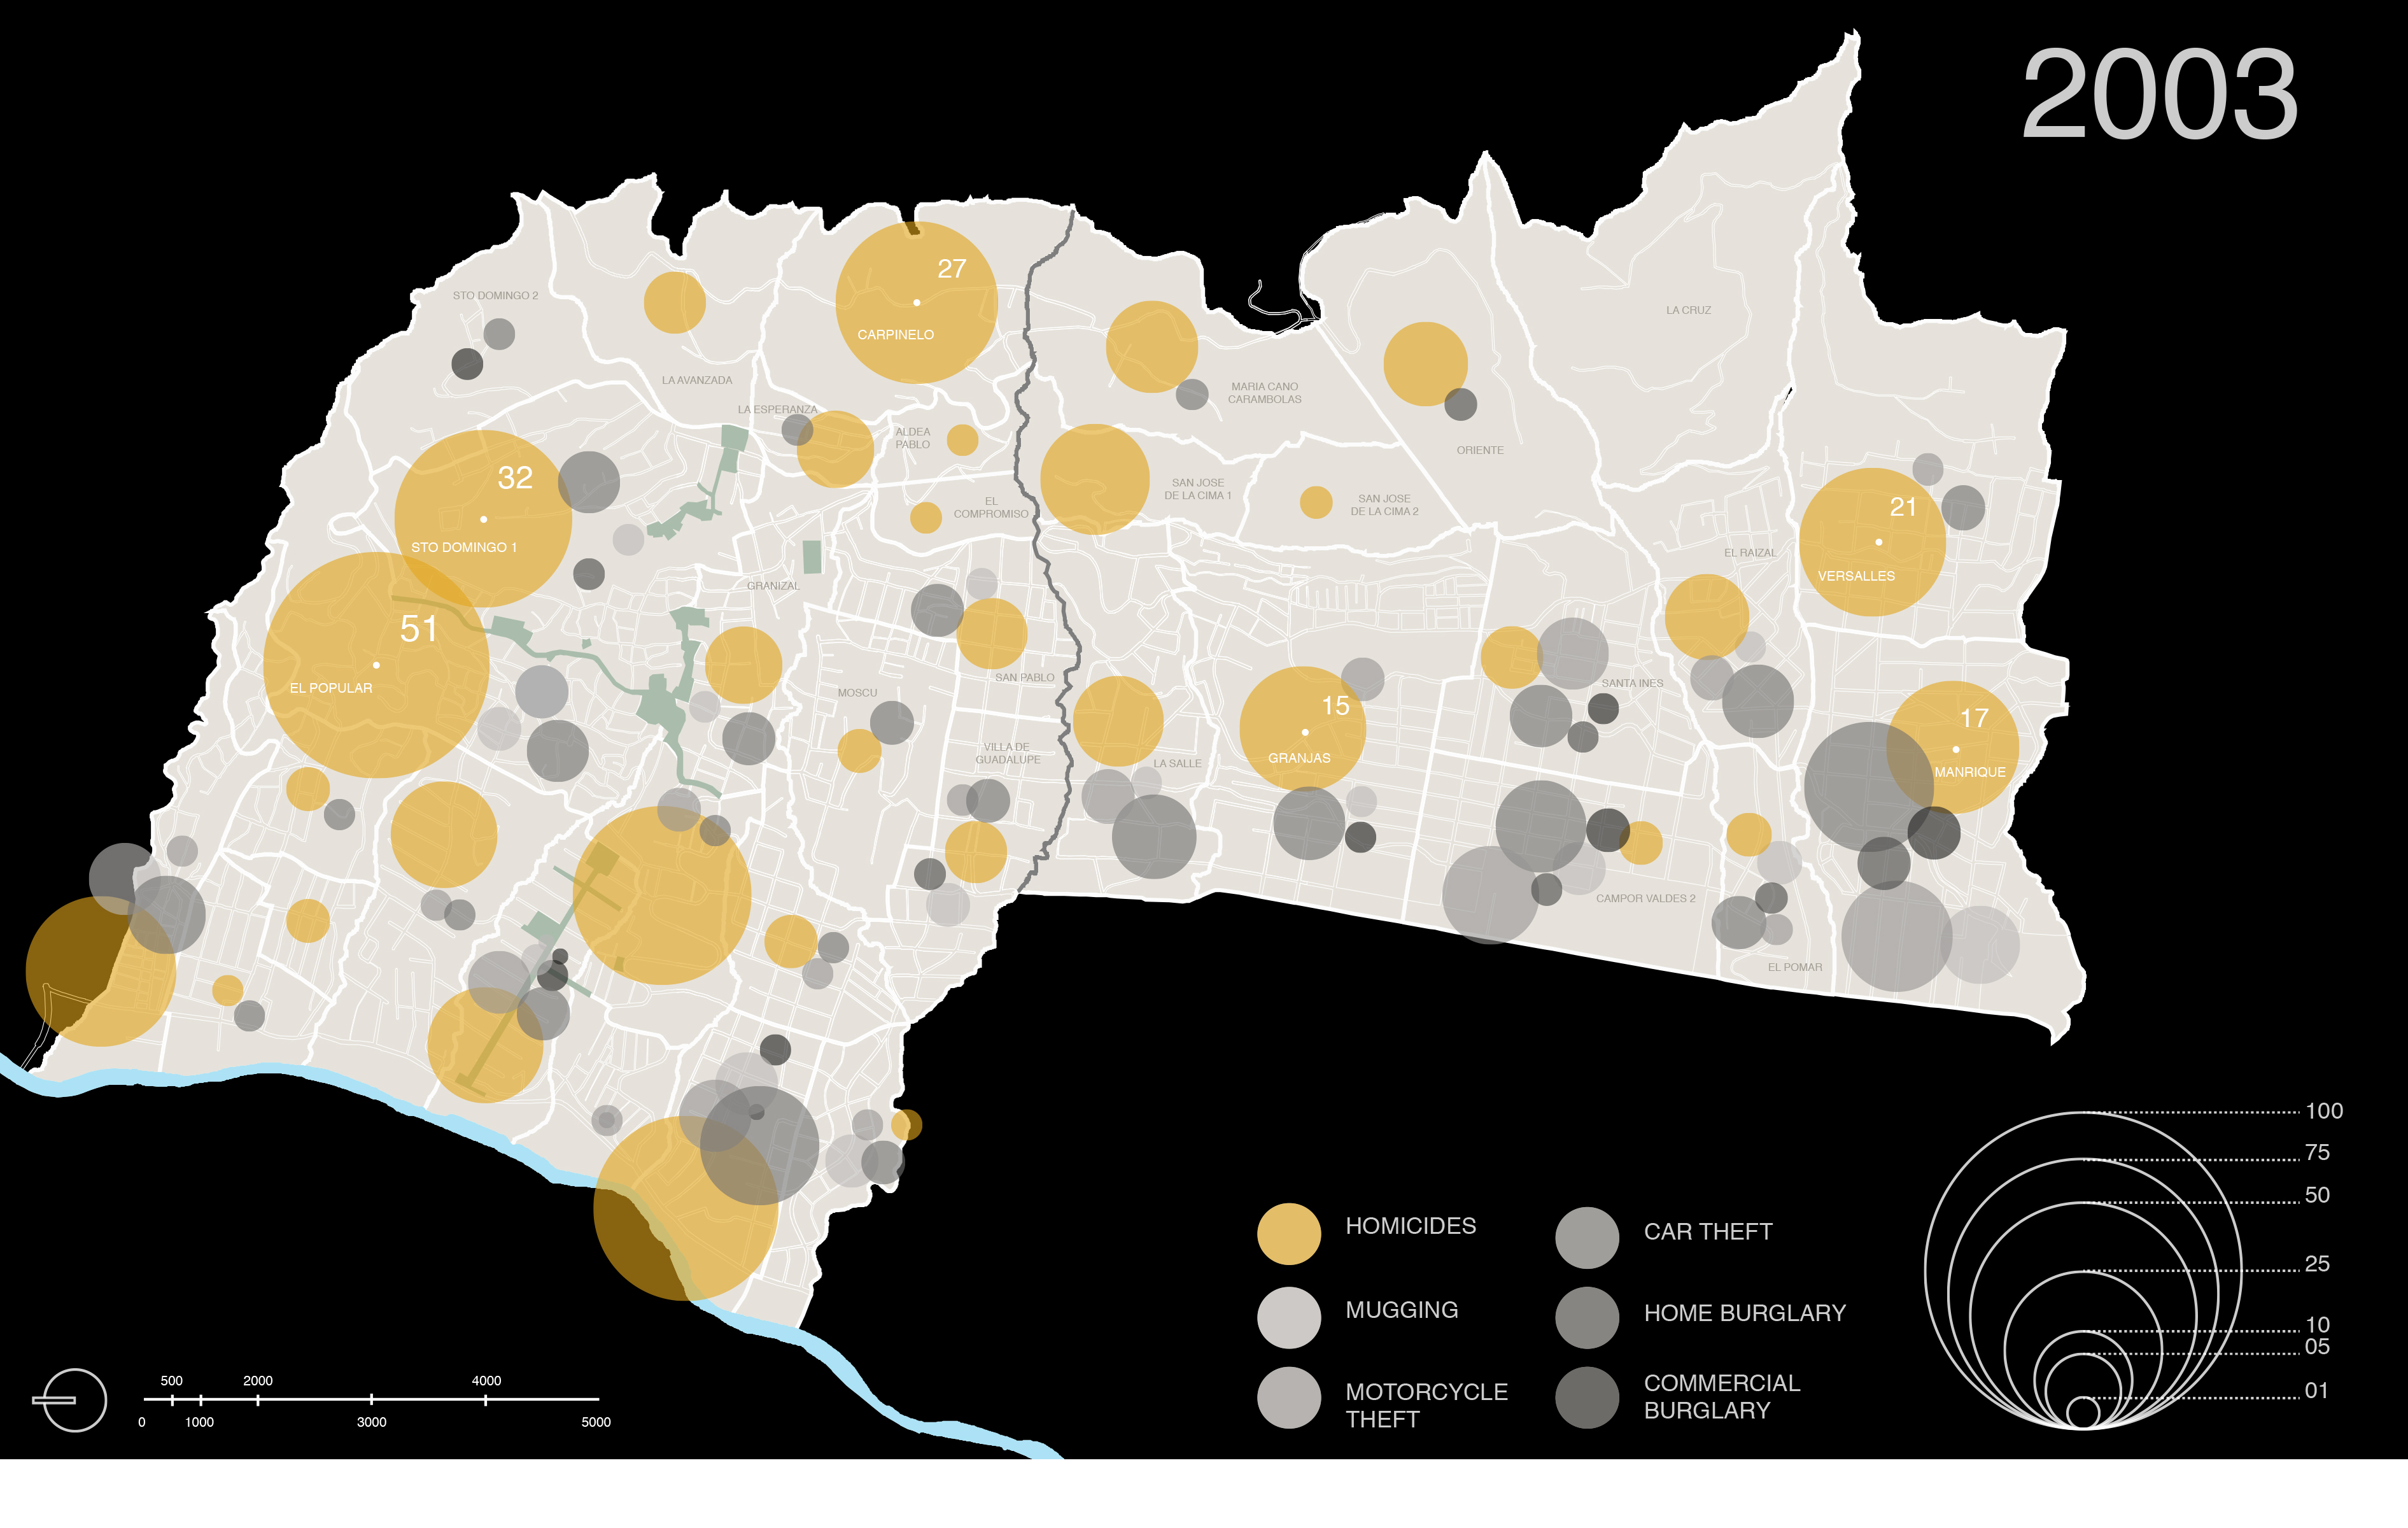 2003
27
CARPINELO
STO DOMINGO 2
LA AVANZADA
LA ESPERANZA
MARIA CANO
CARAMBOLAS
LA CRUZ
ALDEA
PABLO
ORIENTE
32
STO DOMINGO 1
EL
COMPROMISO
SAN JOSE
DE LA CIMA 1
SAN JOSE
DE LA CIMA 2
21
VERSALLES
EL RAIZAL
GRANIZAL
51
EL POPULAR
MOSCU
SAN PABLO
SANTA INES
15
GRANJAS
17
MANRIQUE
VILLA DE
GUADALUPE
LA SALLE
CAMPOR VALDES 2
EL POMAR
HOMICIDES
MUGGING
MOTORCYCLE
THEFT
CAR THEFT
HOME BURGLARY
COMMERCIAL
BURGLARY
100
75
50
25
10
05
01
500 2000 4000
0 1000 3000 5000